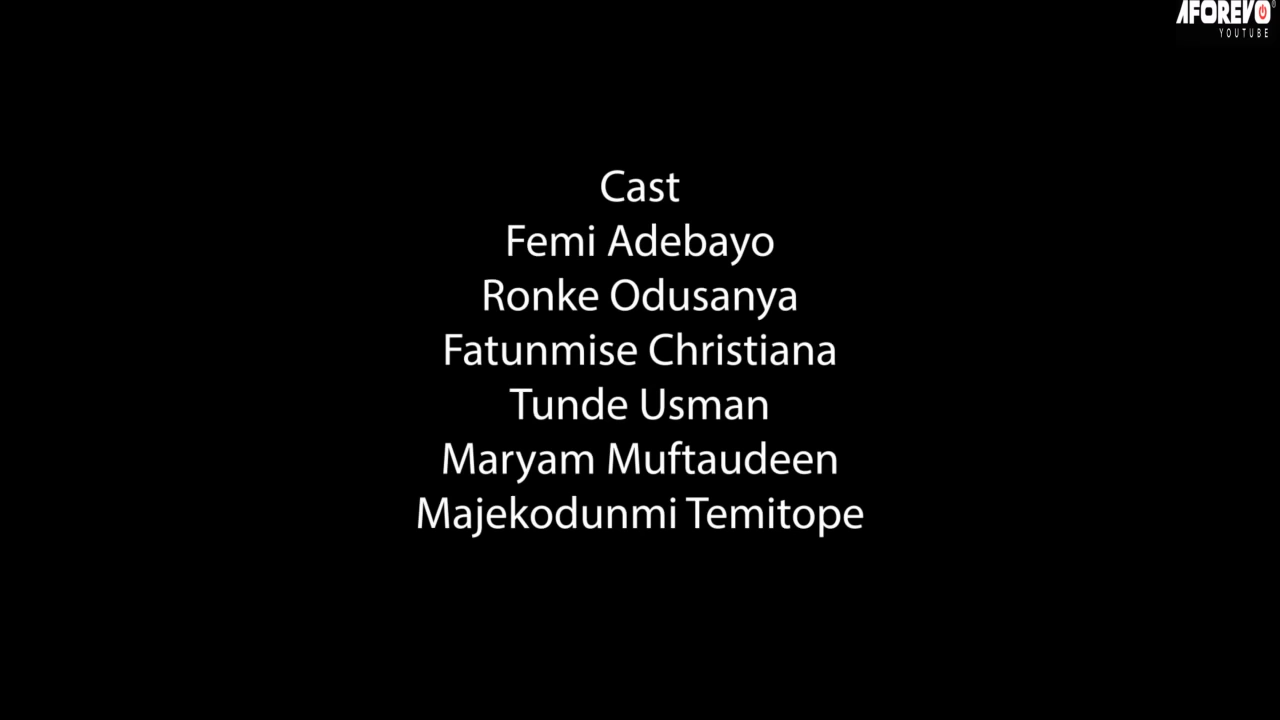 AFOREVO
YOUTUBE
Cast
Femi Adebayo
Ronke Odusanya
Fatunmise Christiana
Tunde Usman
Maryam Muftaudeen
Majekodunmi Temitope